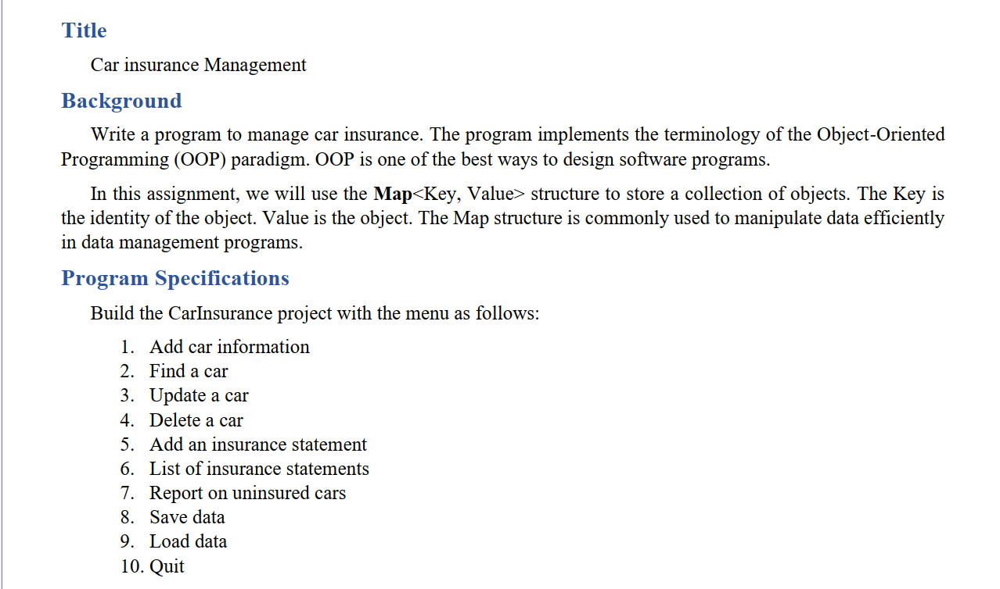 Title
Car insurance Management
Background
Write a program to manage car insurance. The program implements the terminology of the Object-Oriented
Programming (OOP) paradigm. OOP is one of the best ways to design software programs.
In this assignment, we will use the Map<Key, Value> structure to store a collection of objects. The Key is
the identity of the object. Value is the object. The Map structure is commonly used to manipulate data efficiently
in data management programs.
Program Specifications
Build the CarInsurance project with the menu as follows:
1. Add car information
2. Find a car
3. Update a car
4. Delete a car
5. Add an insurance statement
6. List of insurance statements
7. Report on uninsured cars
8. Save data
9. Load data
10. Quit